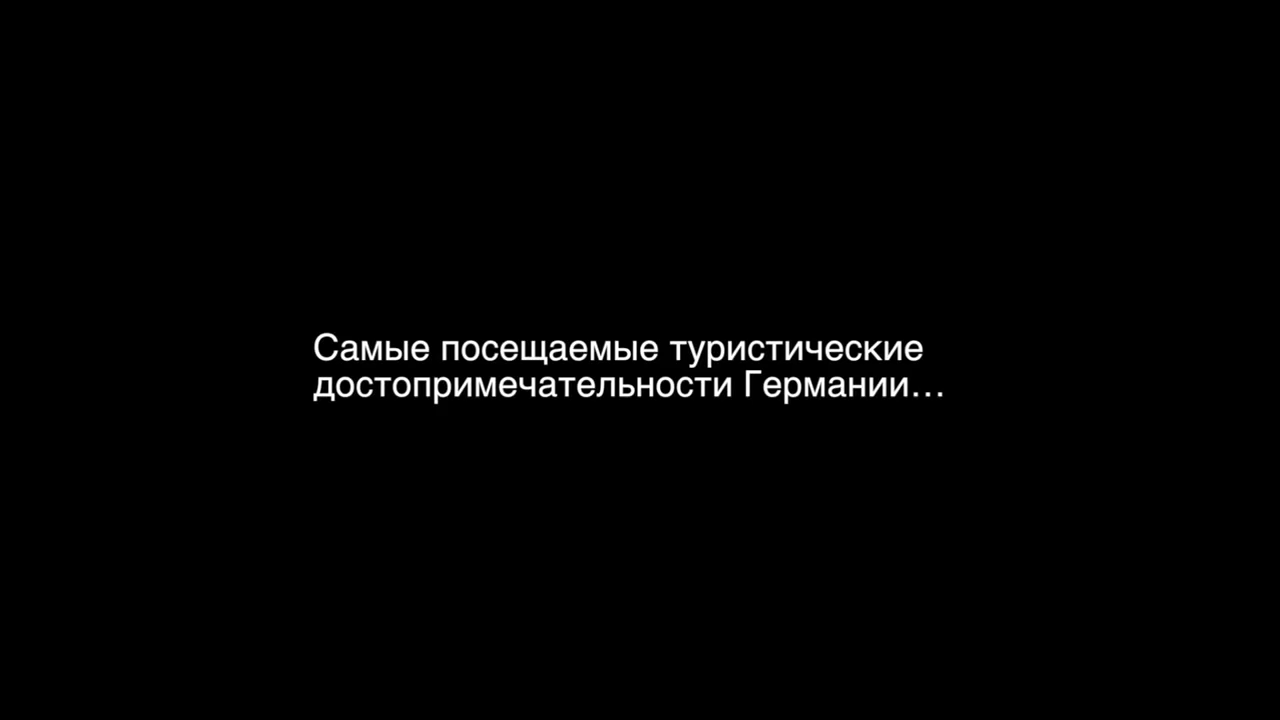 Самые посещаемые туристические
достопримечательности Германии...